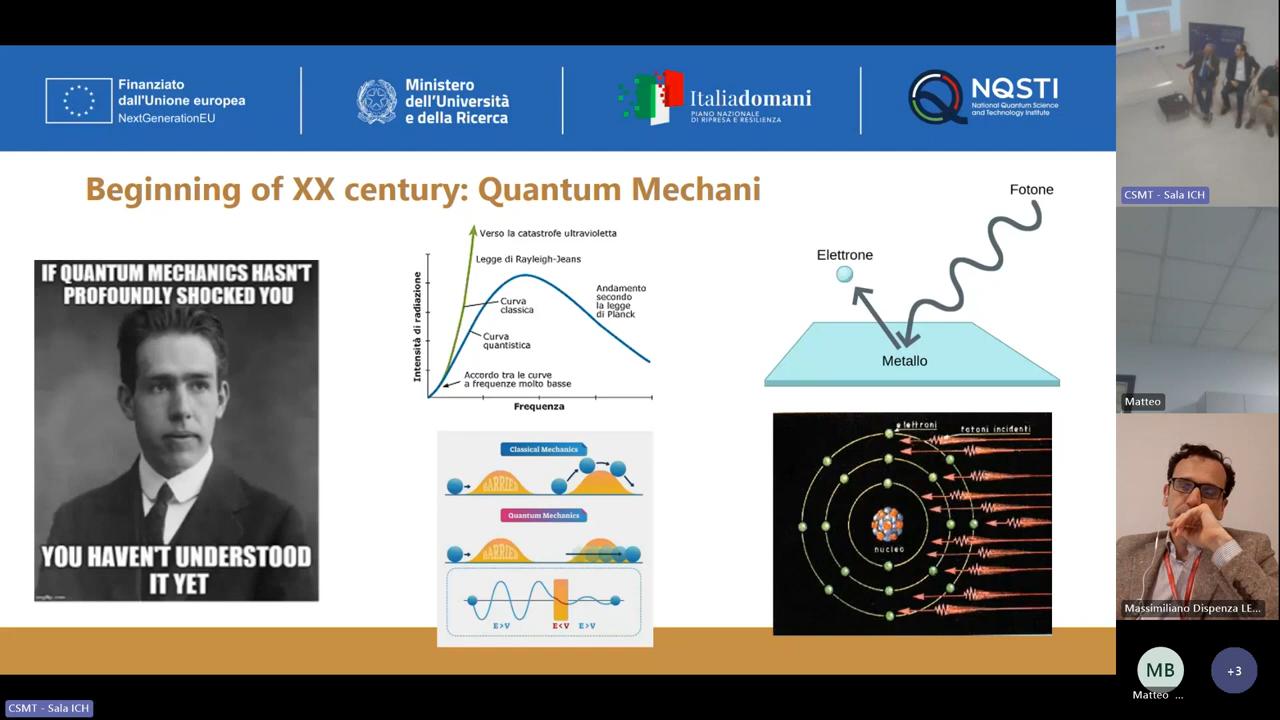 Finanziato
dall'Unione europea
NextGenerationEU
Ministero
dell'Università
e della Ricerca
Italiadomani
PIANO NAZIONALE
DI RIPRESA E RESILIENZA
NQSTI
National Quantum Science
and Technology Institute
Beginning of XX century: Quantum Mechani
IF QUANTUM MECHANICS HASN'T
PROFOUNDLY SHOCKED YOU
YOU HAVEN'T UNDERSTOOD
IT YET
imgflip.com
Verso la catastrofe ultravioletta
Legge di Rayleigh-Jeans
Andamento
secondo
la legge
di Planck
Curva
classica
Curva
quantistica
Accordo tra le curve
a frequenze molto basse
Intensità di radiazione
Frequenza
Fotone
Elettrone
Metallo
Classical Mechanics
BARRIER
Quantum Mechanics
BARRIER
E>V
E<V
E>V
elettroni
fotoni incidenti
nucleo
CSMT - Sala ICH
Matteo
Massimiliano Dispenza LE...
MB
Matteo ...
+3
CSMT - Sala ICH